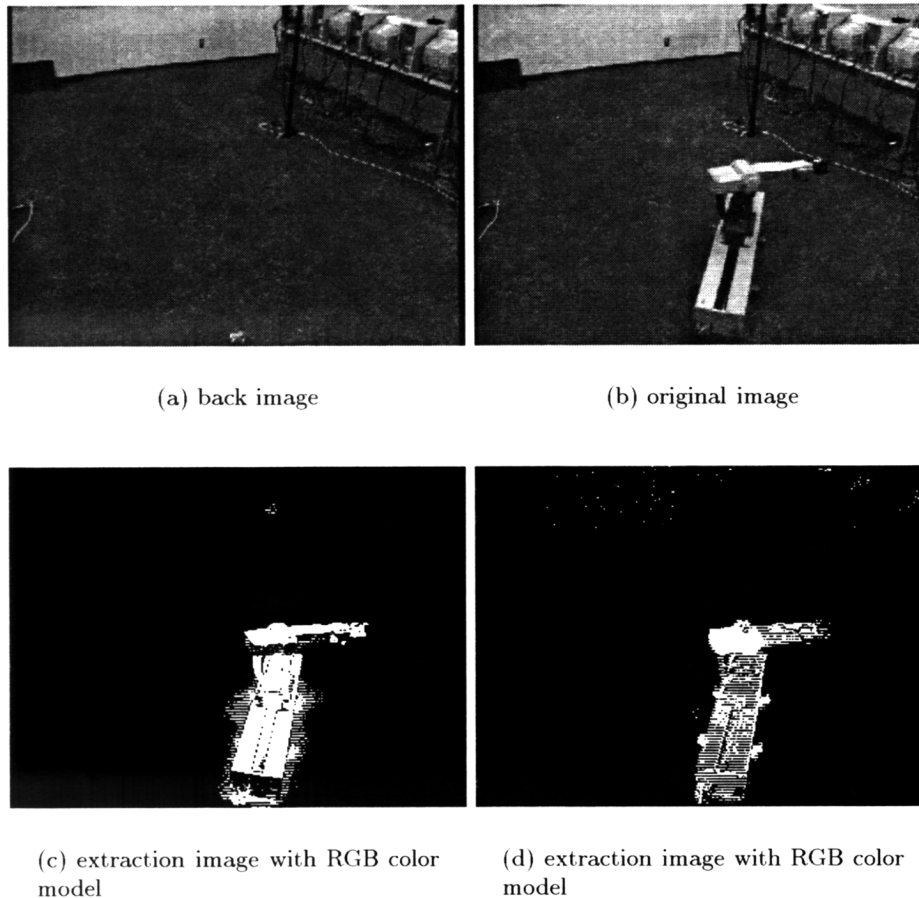 (a) back image
(b) original image
(c) extraction image with RGB color
model
(d) extraction image with RGB color
model